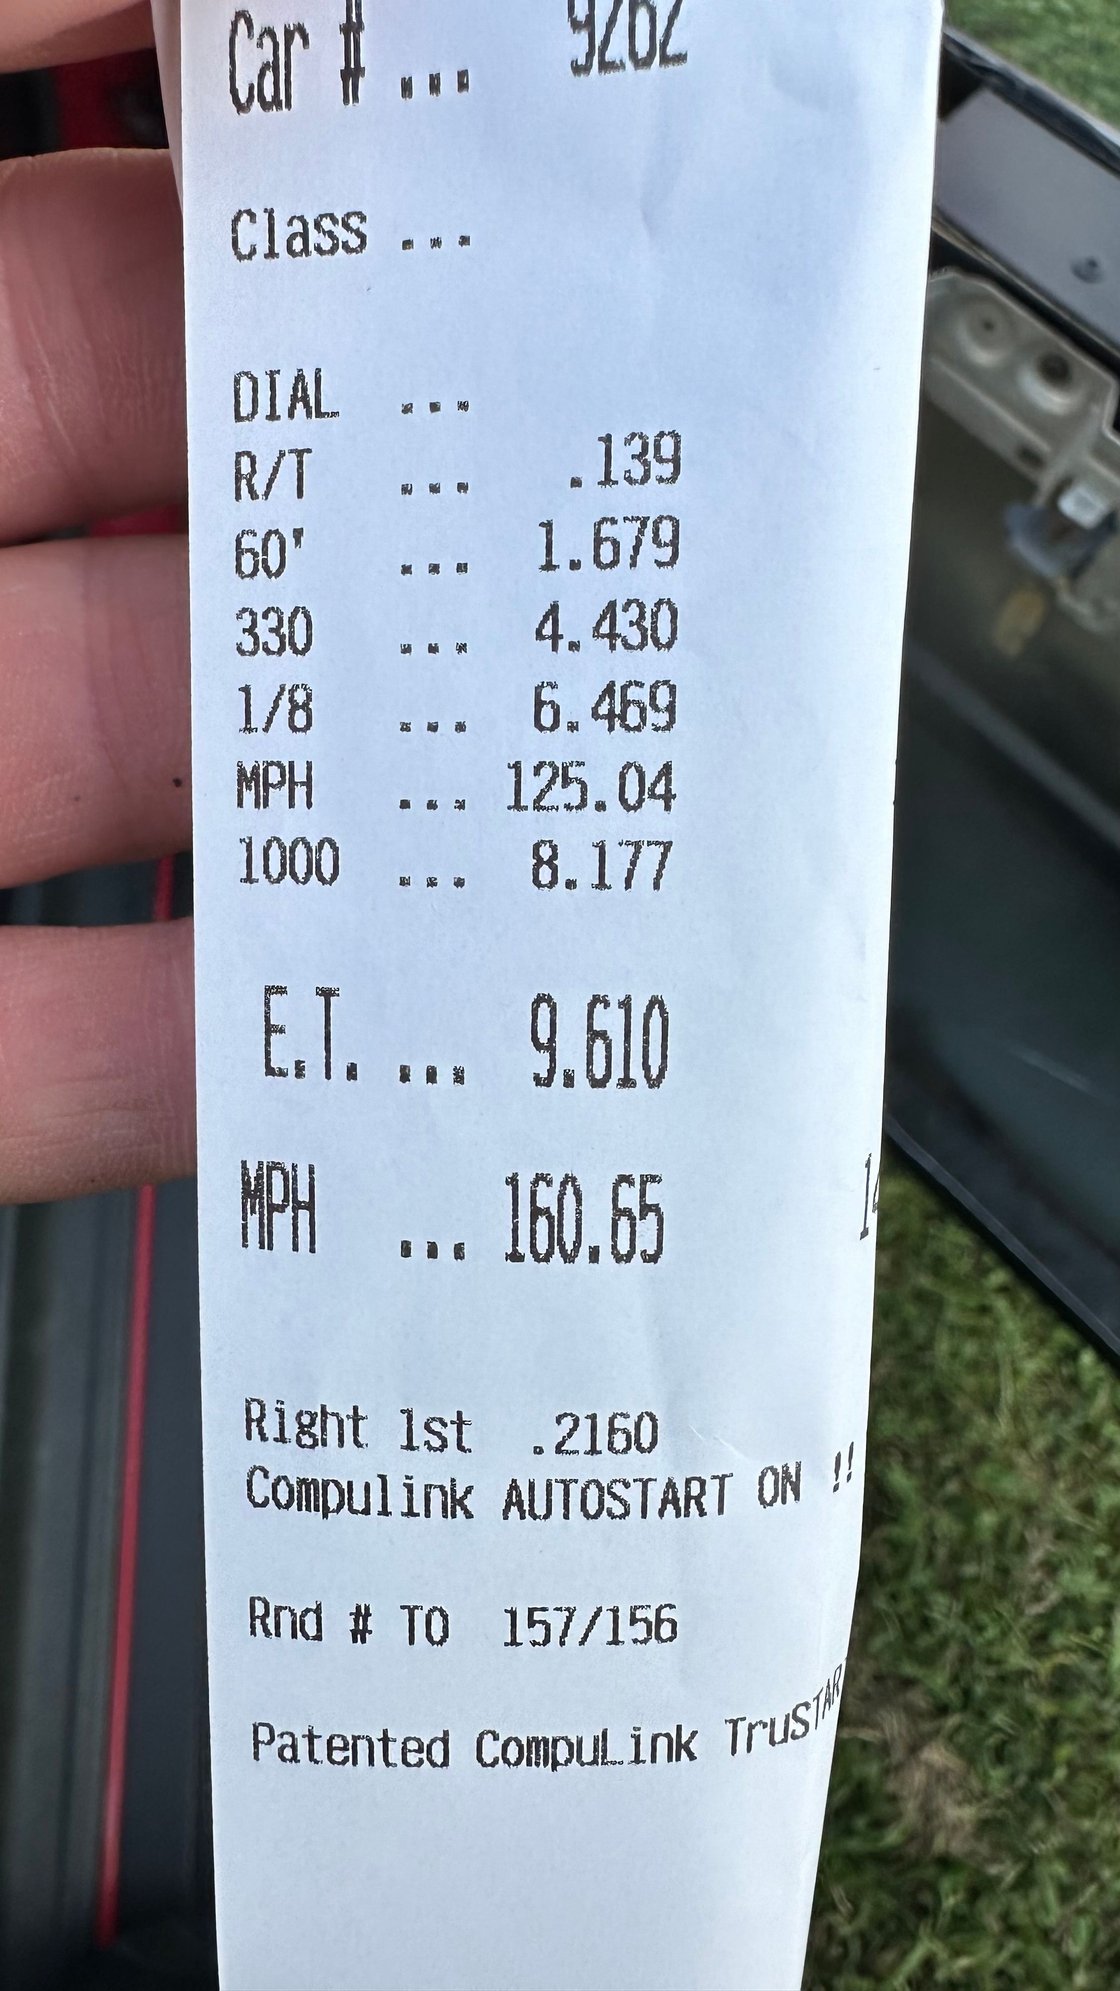 Car # ... 9262
Class ...
DIAL ...
R/T ... .139
60' ... 1.679
330 ... 4.430
1/8 ... 6.469
MPH ... 125.04
1000 ... 8.177
E.T. ... 9.610
MPH ... 160.65
Right 1st .2160
Compulink AUTOSTART ON !!
Rnd # TO 157/156
Patented CompuLink TruSTAR